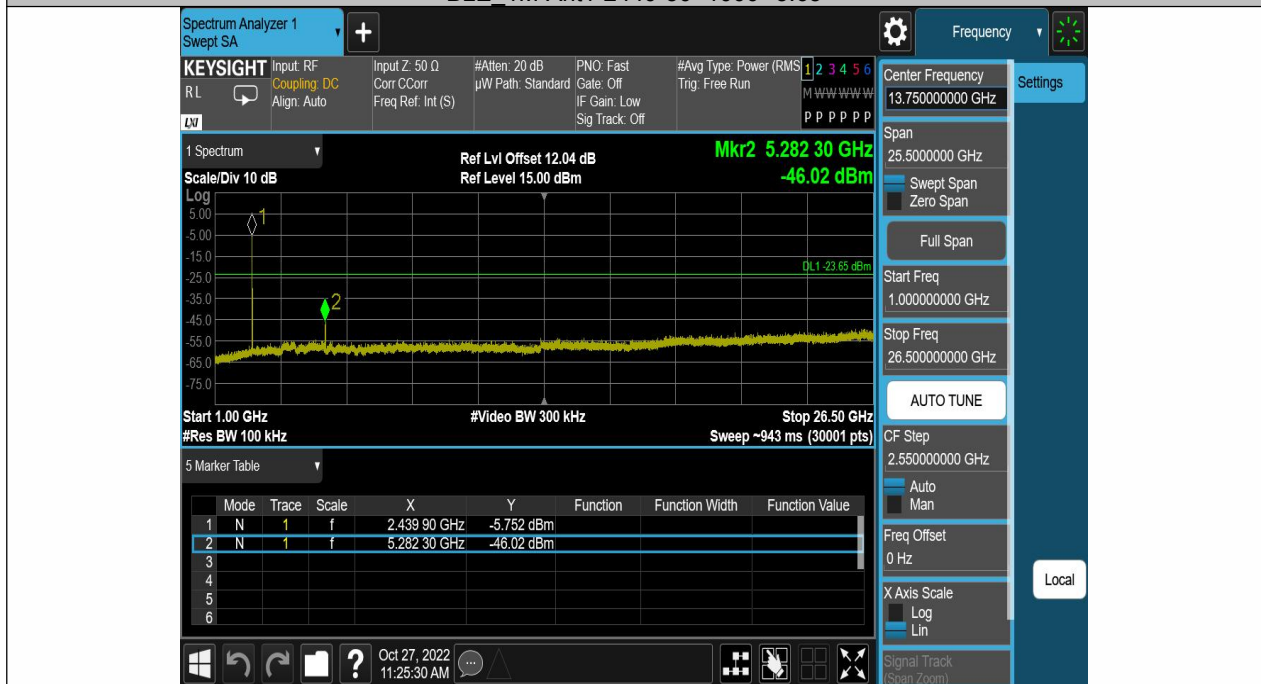 Spectrum Analyzer 1
Swept SA
+
Frequency
KEYSIGHT
RL
LXI
Input: RF
Coupling: DC
Align: Auto
Input Z: 50 Ω
Corr CCorr
Freq Ref: Int (S)
#Atten: 20 dB
µW Path: Standard
PNO: Fast
Gate: Off
IF Gain: Low
Sig Track: Off
#Avg Type: Power (RMS
Trig: Free Run
1 2 3 4 5 6
M W W W W W
P P P P P P
1 Spectrum
Scale/Div 10 dB
Ref Lvl Offset 12.04 dB
Ref Level 15.00 dBm
Mkr2 5.282 30 GHz
-46.02 dBm
Log
5.00
-5.00
-15.0
-25.0
-35.0
-45.0
-55.0
-65.0
-75.0
1
2
DL1 -23.65 dBm
Start 1.00 GHz
#Res BW 100 kHz
#Video BW 300 kHz
Stop 26.50 GHz
Sweep ~943 ms (30001 pts)
5 Marker Table
Mode Trace Scale X Y Function Function Width Function Value
1 N 1 f 2.439 90 GHz -5.752 dBm
2 N 1 f 5.282 30 GHz -46.02 dBm
3
4
5
6
Oct 27, 2022
11:25:30 AM
Center Frequency
13.750000000 GHz
Settings
Span
25.5000000 GHz
Swept Span
Zero Span
Full Span
Start Freq
1.000000000 GHz
Stop Freq
26.500000000 GHz
AUTO TUNE
CF Step
2.550000000 GHz
Auto
Man
Freq Offset
0 Hz
X Axis Scale
Log
Lin
Signal Track
(Span Zoom)
Local